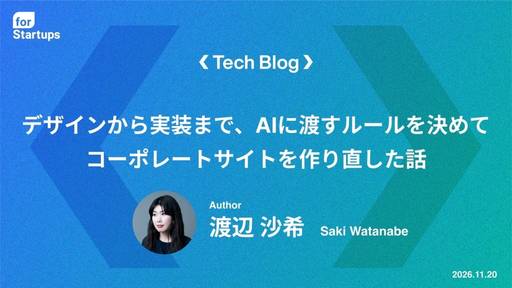 for
Startups
《 Tech Blog 》
デザインから実装まで、AIに渡すルールを決めて
コーポレートサイトを作り直した話
Author
渡辺 沙希 Saki Watanabe
2026.11.20